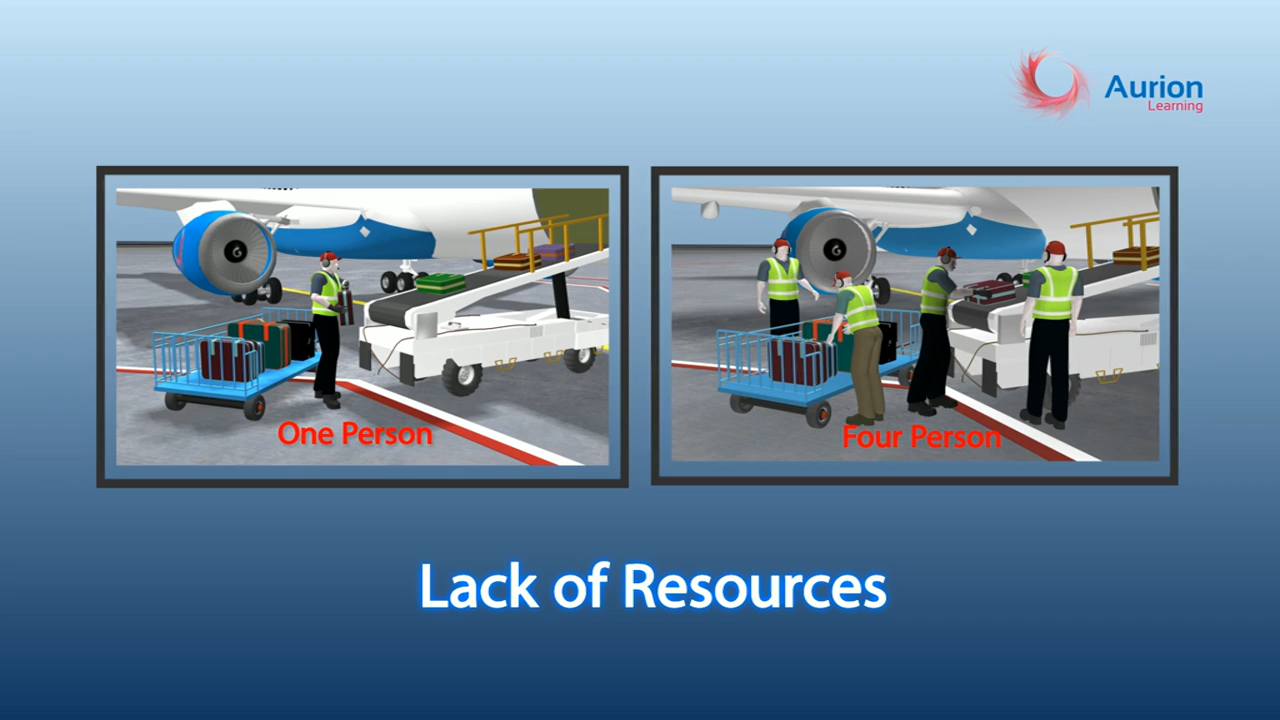 Aurion
Learning
One Person
Four Person
Lack of Resources